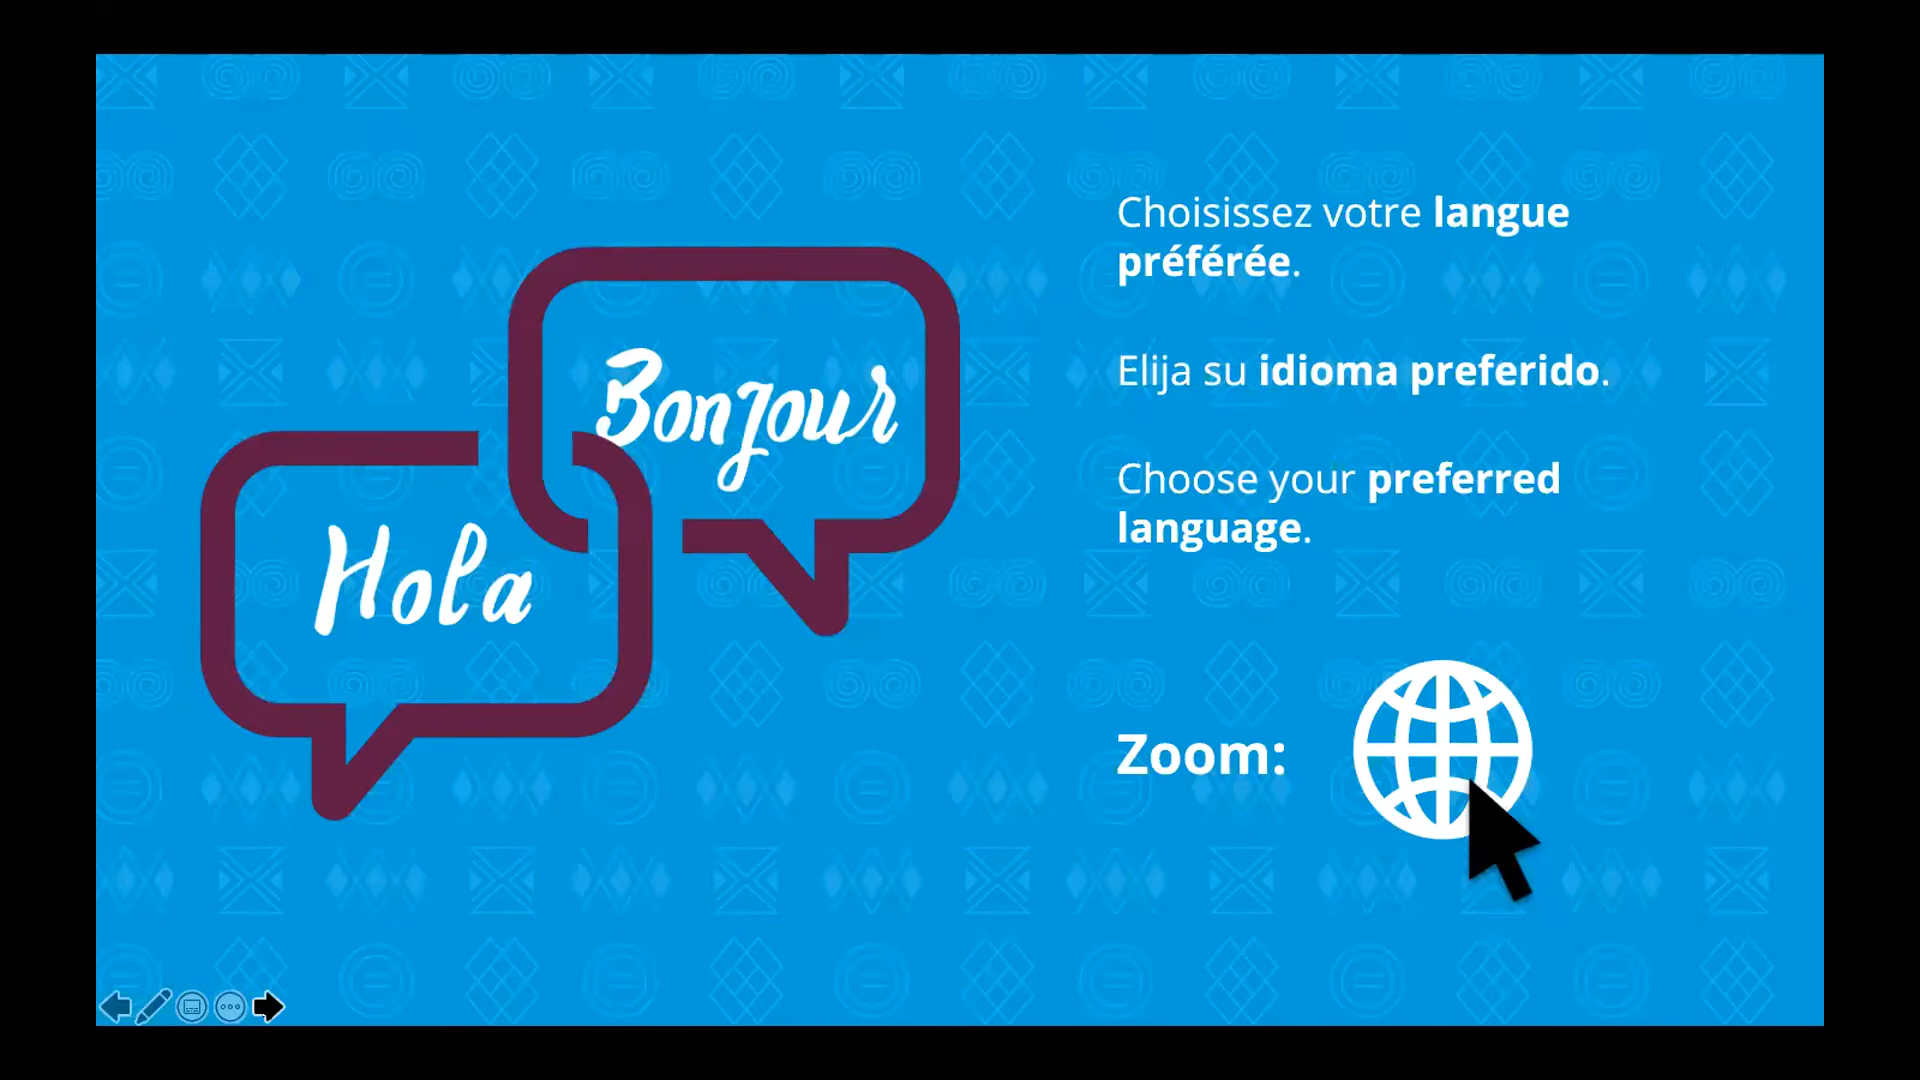 Bonjour
Hola
Choisissez votre langue
préférée.
Elija su idioma preferido.
Choose your preferred
language.
Zoom: